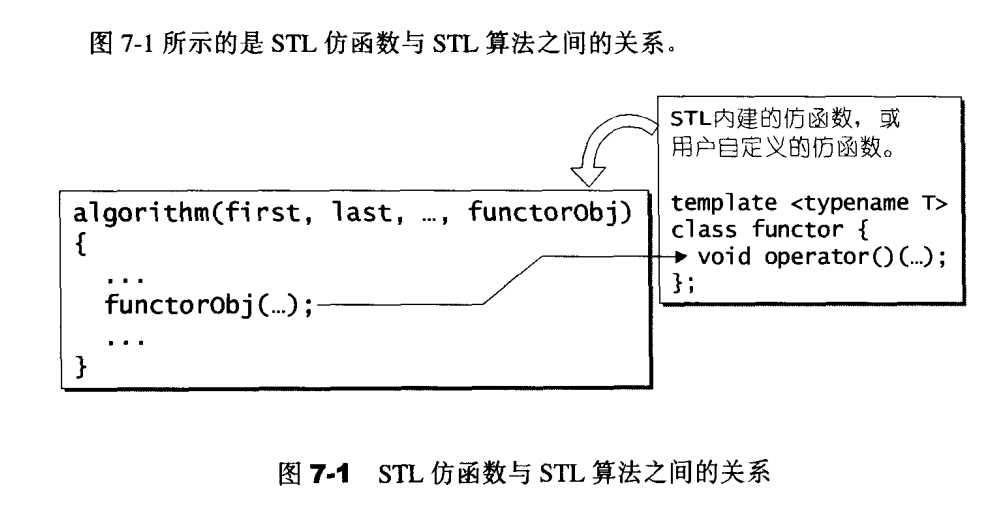 图 7-1 所示的是 STL 仿函数与 STL 算法之间的关系。
STL内建的仿函数，或
用户自定义的仿函数。
template <typename T>
class functor {
void operator()(…);
};
algorithm(first, last, …, functorObj)
{
...
functorObj(…);
...
}
图 7-1 STL 仿函数与 STL 算法之间的关系